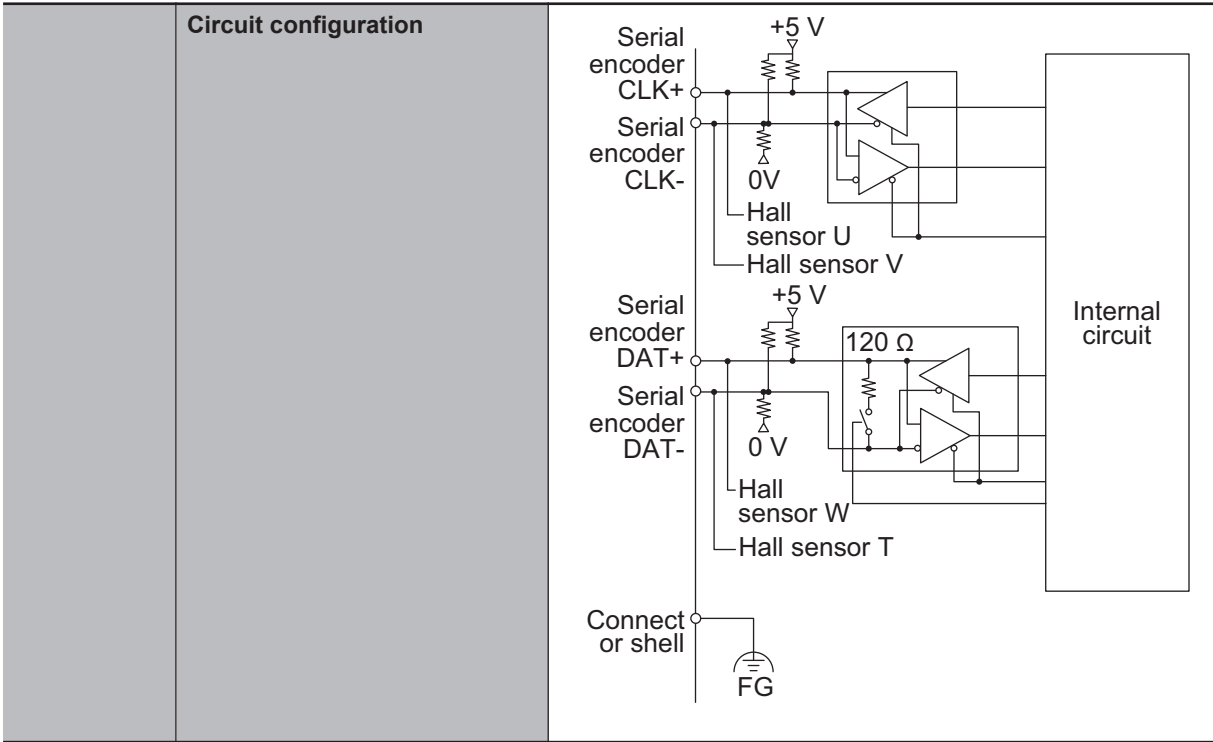 Circuit configuration
+5 V
Serial
encoder
CLK+
Serial
encoder
CLK-
0V
Hall
sensor U
Hall sensor V
+5 V
Serial
encoder
DAT+
120 Ω
Internal
circuit
Serial
encoder
DAT-
0 V
Hall
sensor W
Hall sensor T
Connect
or shell
FG